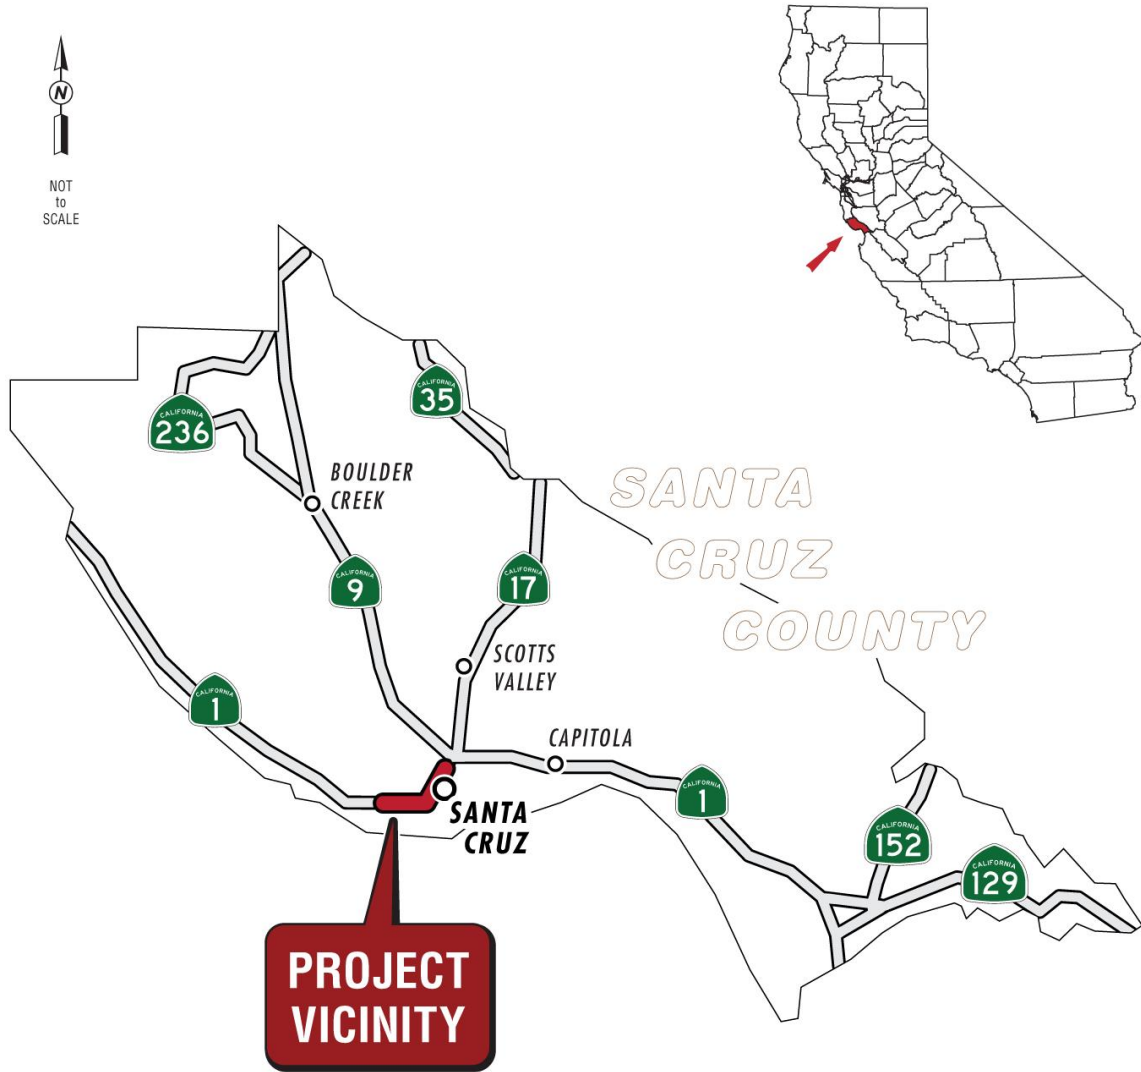 N
NOT
to
SCALE
CALIFORNIA
35
CALIFORNIA
236
BOULDER
CREEK
SANTA
CRUZ
COUNTY
CALIFORNIA
9
CALIFORNIA
17
SCOTTS
VALLEY
CALIFORNIA
1
CAPITOLA
CALIFORNIA
1
SANTA
CRUZ
CALIFORNIA
152
CALIFORNIA
129
PROJECT
VICINITY